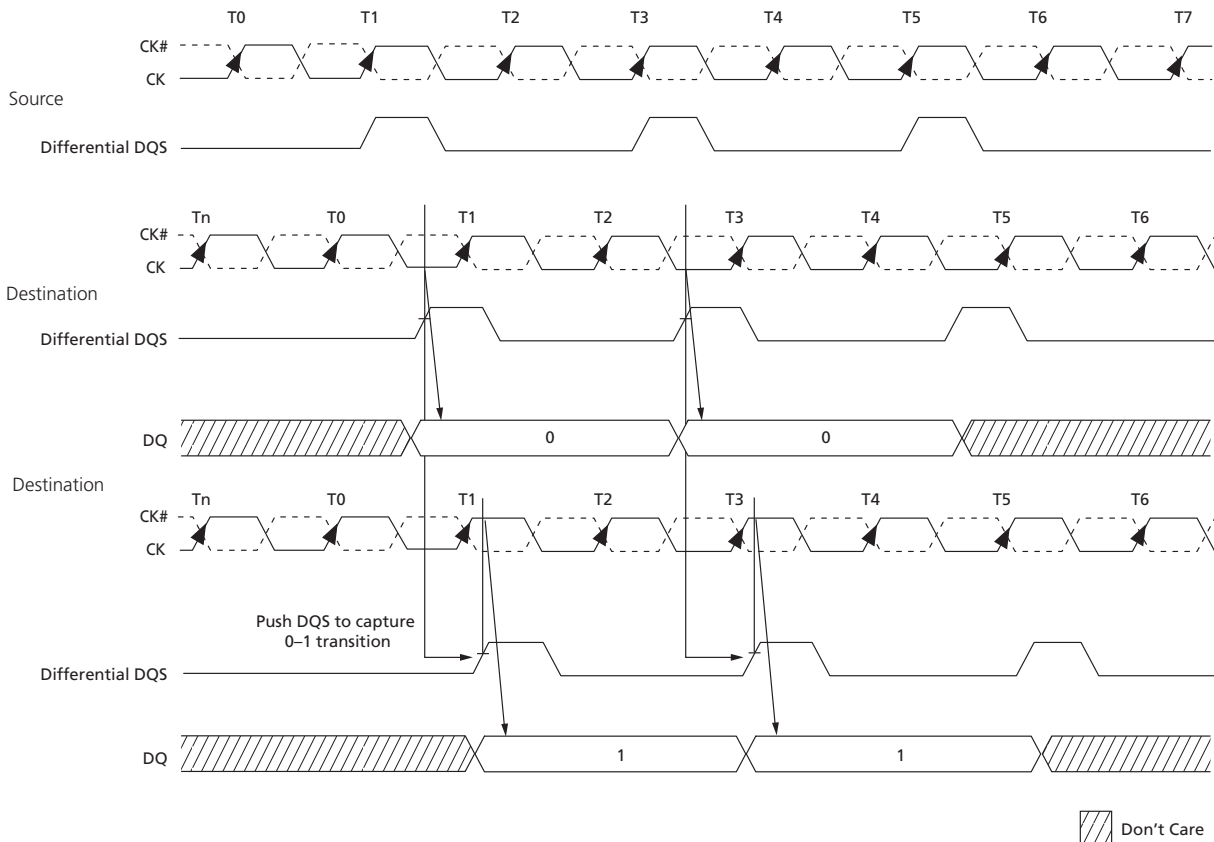 T0 T1 T2 T3 T4 T5 T6 T7
CK#
CK
Source
Differential DQS
Tn T0 T1 T2 T3 T4 T5 T6
CK#
CK
Destination
Differential DQS
DQ 0 0
Destination
Tn T0 T1 T2 T3 T4 T5 T6
CK#
CK
Push DQS to capture
0–1 transition
Differential DQS
DQ 1 1
Don't Care